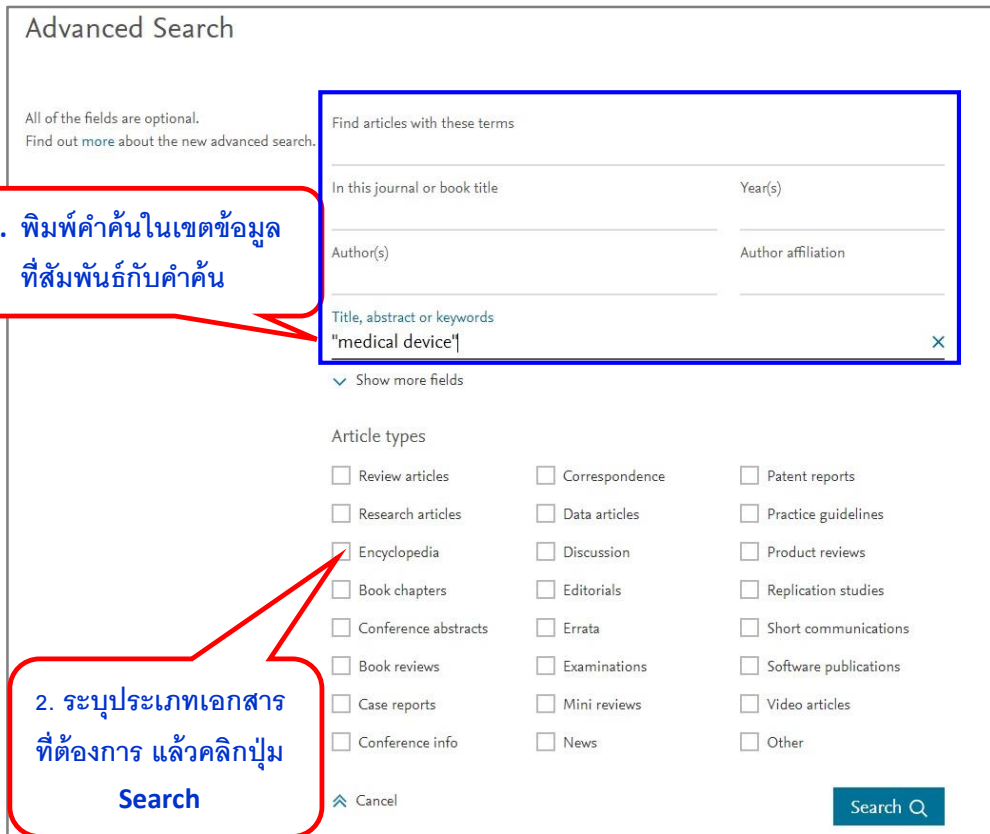 Advanced Search
All of the fields are optional.
Find out more about the new advanced search.
Find articles with these terms
In this journal or book title
Year(s)
. พิมพ์คำค้นในเขตข้อมูล
ที่สัมพันธ์กับคำค้น
Author(s)
Author affiliation
Title, abstract or keywords
"medical device"
Show more fields
Article types
Review articles
Correspondence
Patent reports
Research articles
Data articles
Practice guidelines
Encyclopedia
Discussion
Product reviews
Book chapters
Editorials
Replication studies
Conference abstracts
Errata
Short communications
Book reviews
Examinations
Software publications
Case reports
Mini reviews
Video articles
Conference info
News
Other
2. ระบุประเภทเอกสาร
ที่ต้องการ แล้วคลิกปุ่ม
Search
Cancel
Search